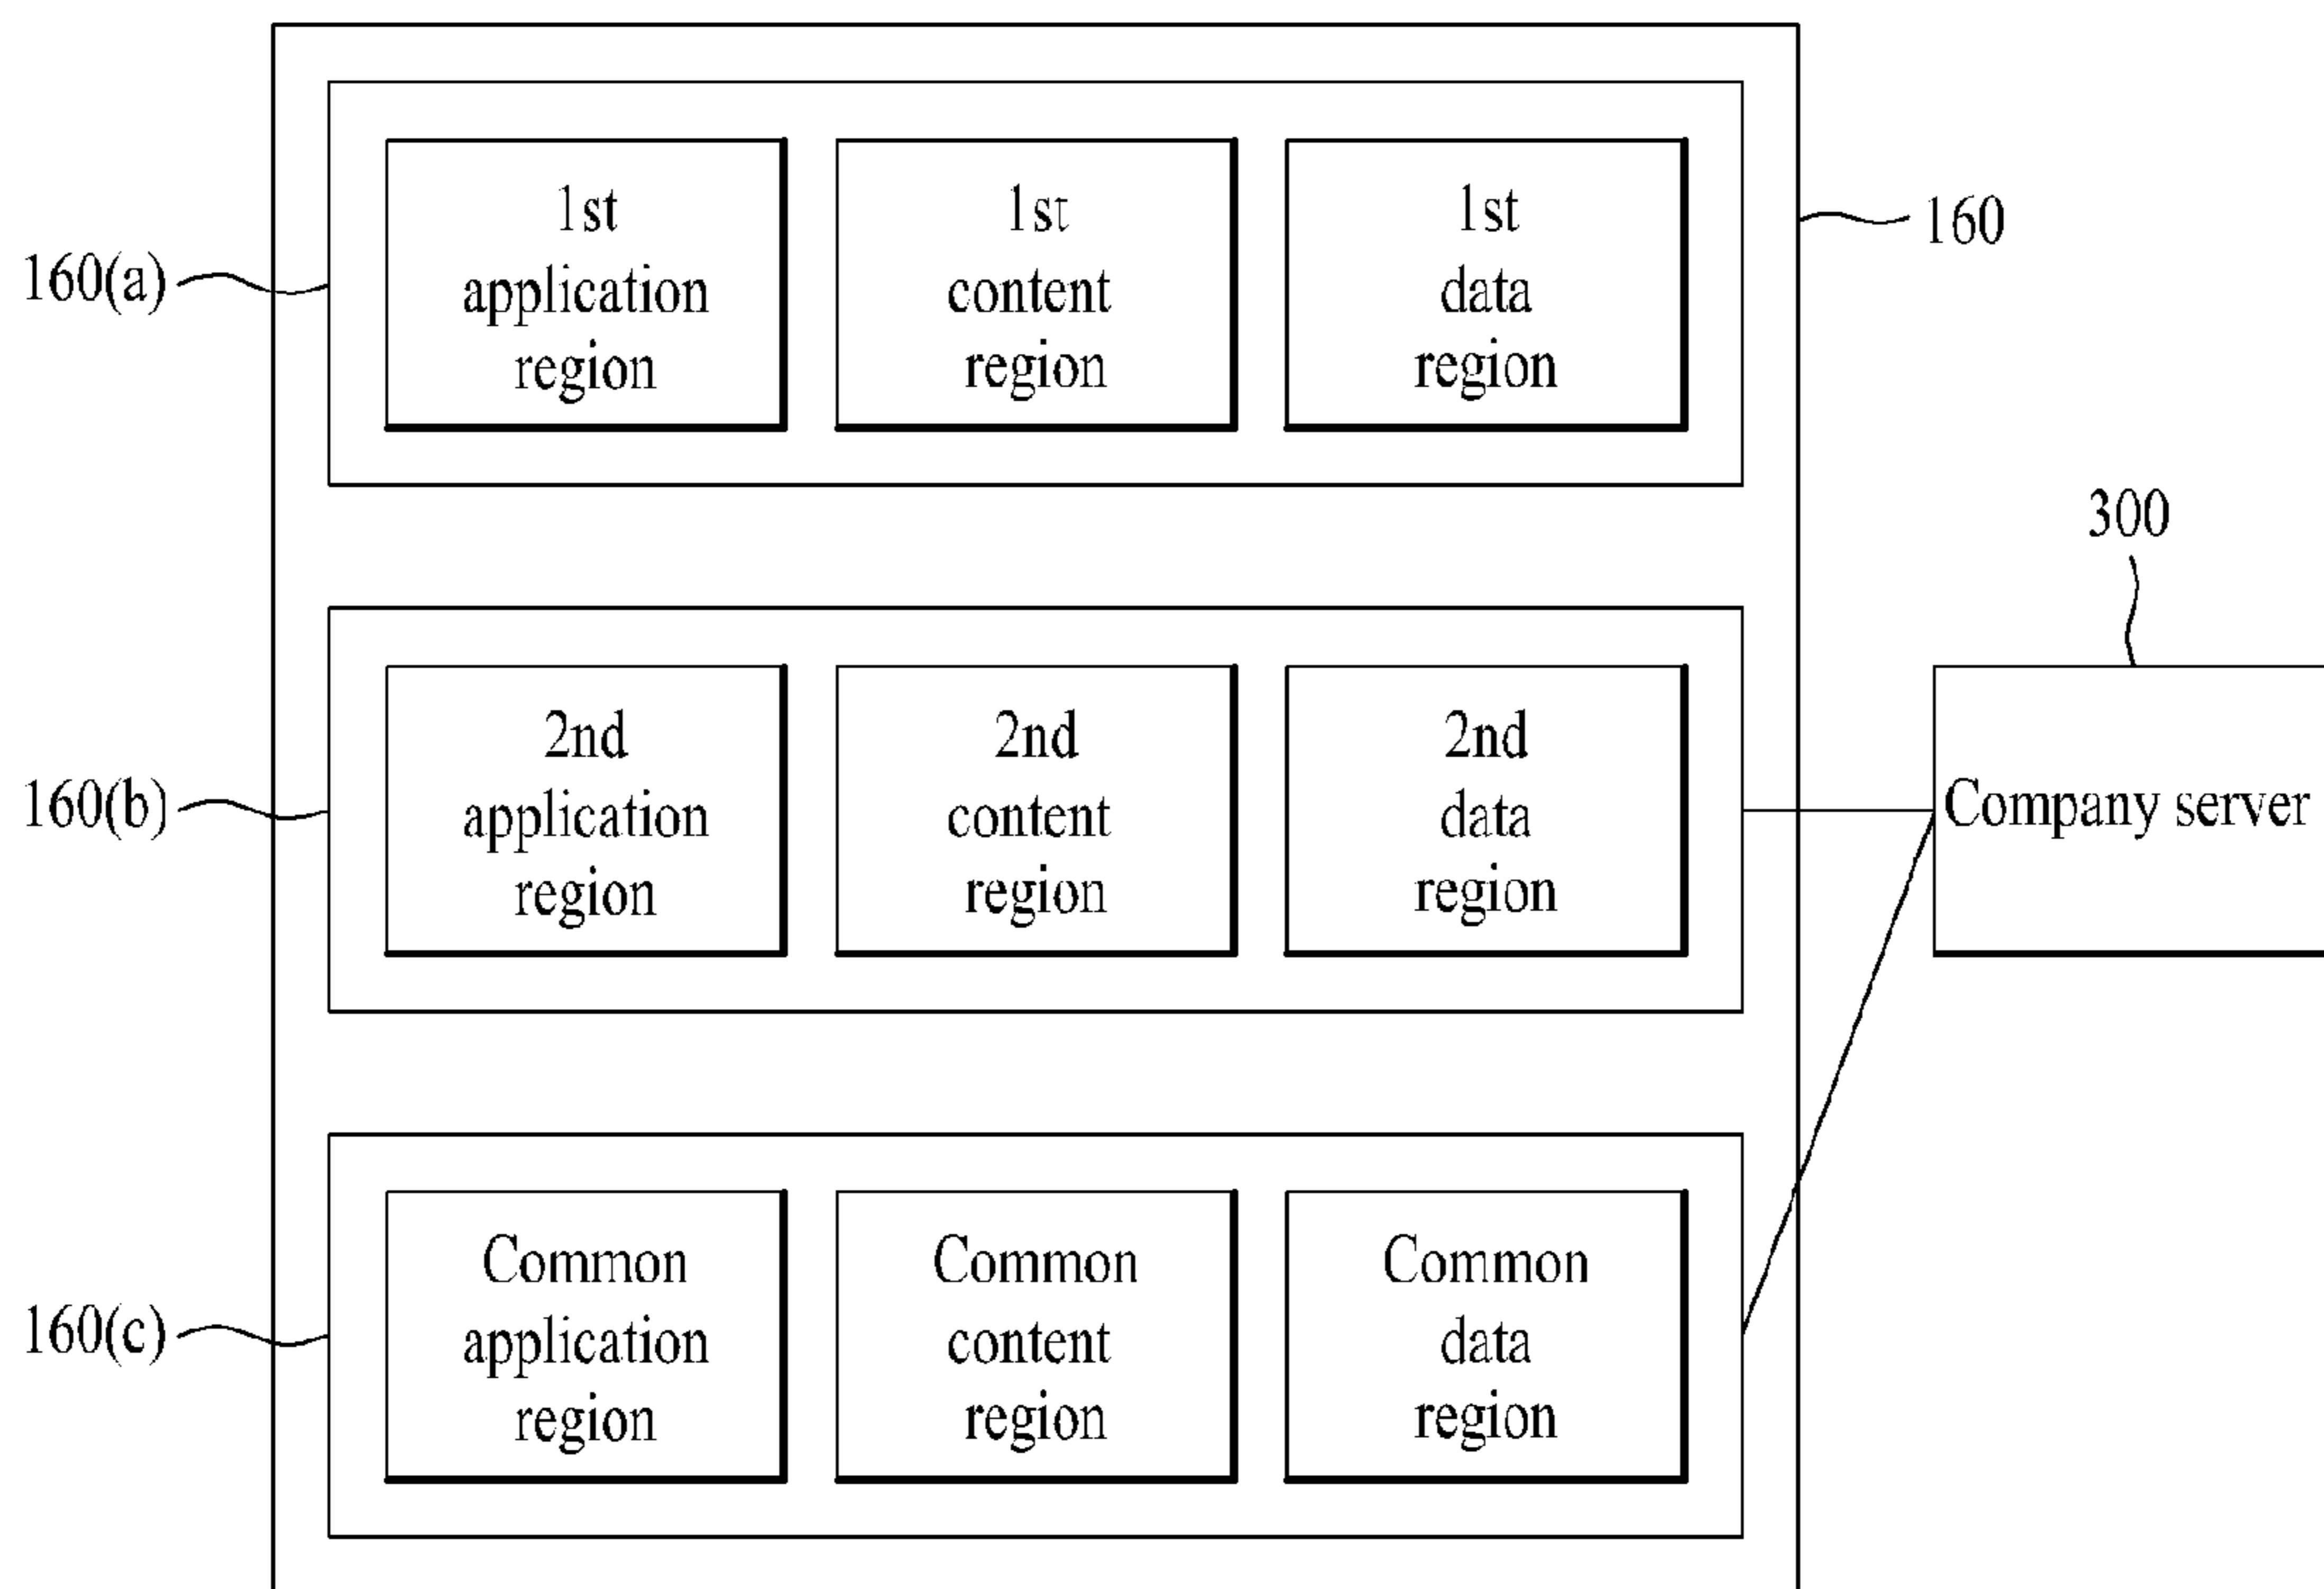 1st
application
region
1st
content
region
1st
data
region
160
160(a)
300
2nd
application
region
2nd
content
region
2nd
data
region
160(b)
Company server
Common
application
region
Common
content
region
Common
data
region
160(c)